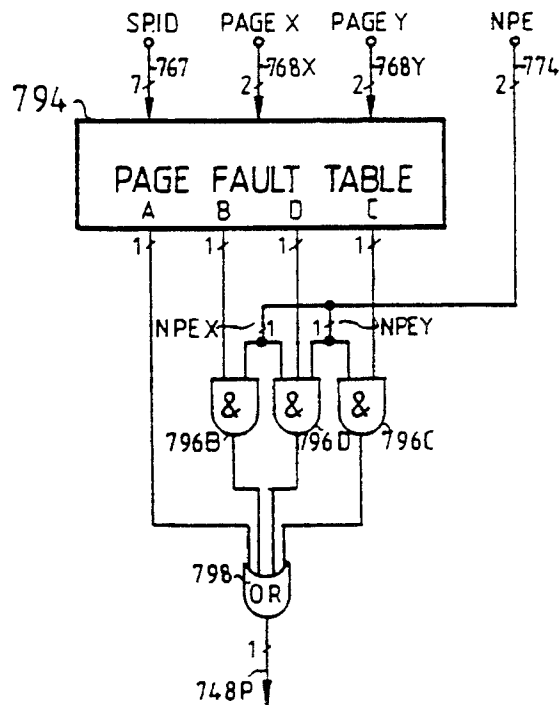 SPID PAGE X PAGE Y NPE
767 768X 768Y 774
7 2 2 2
794
PAGE FAULT TABLE
A B D C
1 1 1 1
NPEX 1 1 NPEY
& & &
796B 796D 796C
798 OR
1
748P